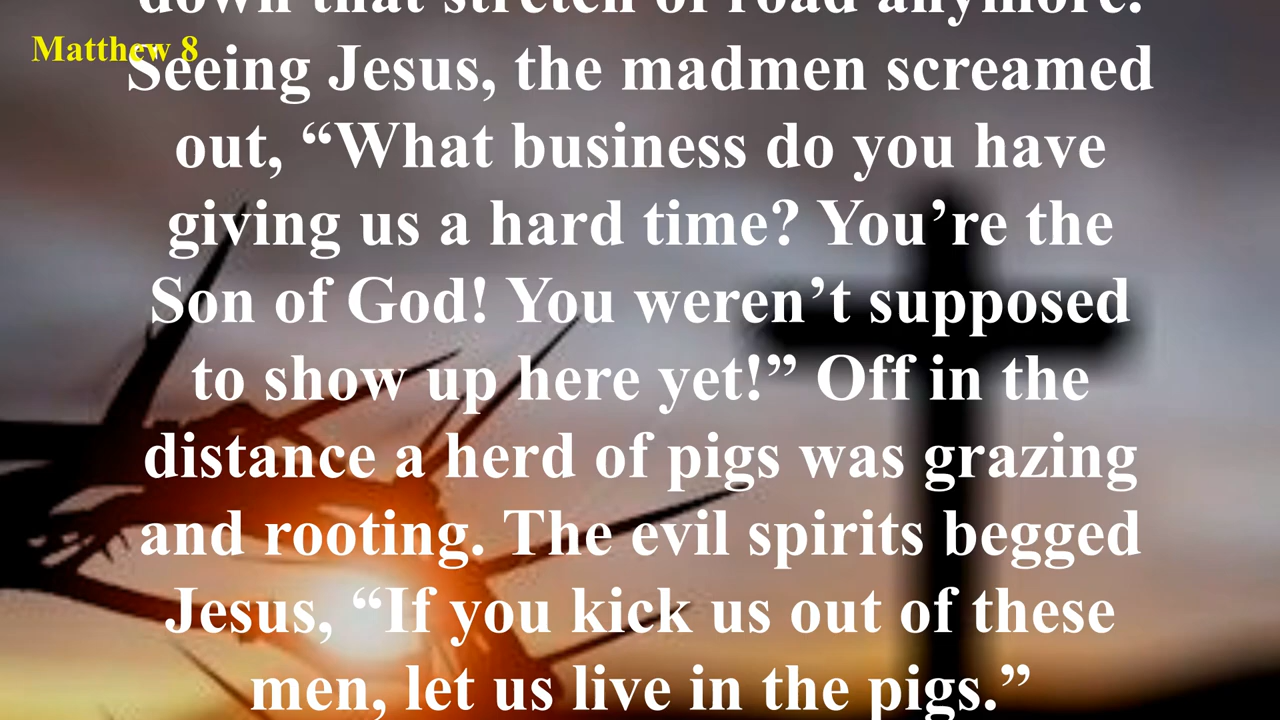 down that stretch of road anymore.
Matthew 8
Seeing Jesus, the madmen screamed
out, “What business do you have
giving us a hard time? You’re the
Son of God! You weren’t supposed
to show up here yet!” Off in the
distance a herd of pigs was grazing
and rooting. The evil spirits begged
Jesus, “If you kick us out of these
men, let us live in the pigs.”